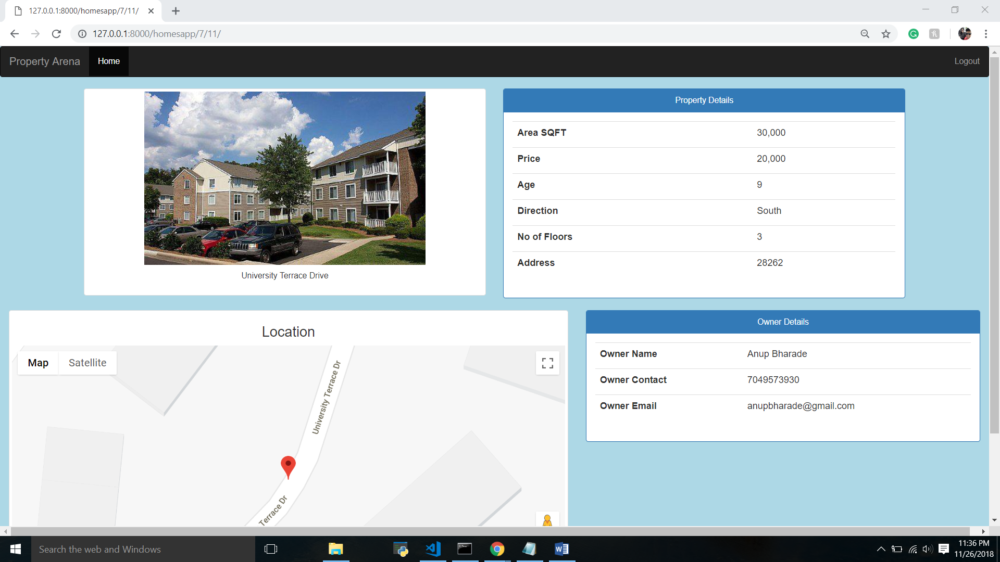 127.0.0.1:8000/homesapp/7/11/
127.0.0.1:8000/homesapp/7/11/
Property Arena Home Logout
University Terrace Drive
Property Details
Area SQFT 30,000
Price 20,000
Age 9
Direction South
No of Floors 3
Address 28262
Location
Map Satellite
University Terrace Dr
Terrace Dr
Owner Details
Owner Name Anup Bharade
Owner Contact 7049573930
Owner Email anupbharade@gmail.com
Search the web and Windows
11:36 PM
11/26/2018